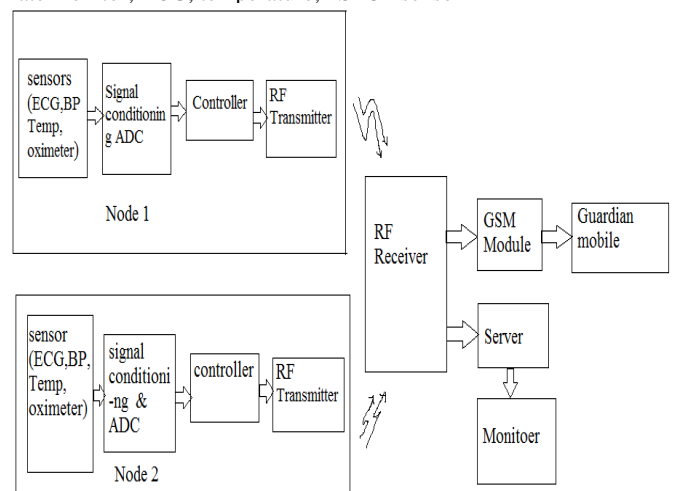 sensors
(ECG,BP
Temp,
oximeter)
Signal
conditionin
g ADC
Controller
RF
Transmitter
Node 1
sensor
(ECG,BP,
Temp,
oximeter)
signal
conditioni
-ng & 
ADC
controller
RF
Transmitter
Node 2
RF
Receiver
GSM
Module
Guardian
mobile
Server
Monitoer